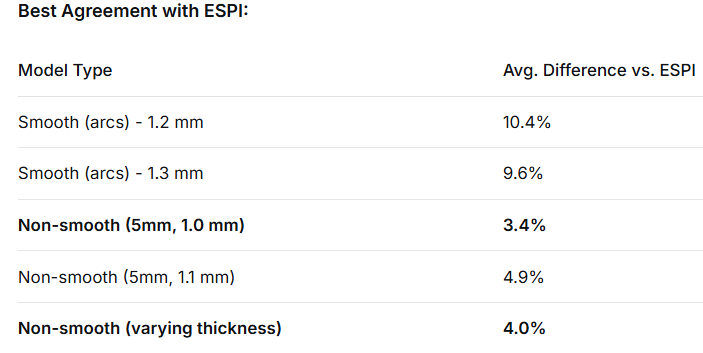 Best Agreement with ESPI:
Model Type Avg. Difference vs. ESPI
Smooth (arcs) - 1.2 mm 10.4%
Smooth (arcs) - 1.3 mm 9.6%
Non-smooth (5mm, 1.0 mm) 3.4%
Non-smooth (5mm, 1.1 mm) 4.9%
Non-smooth (varying thickness) 4.0%